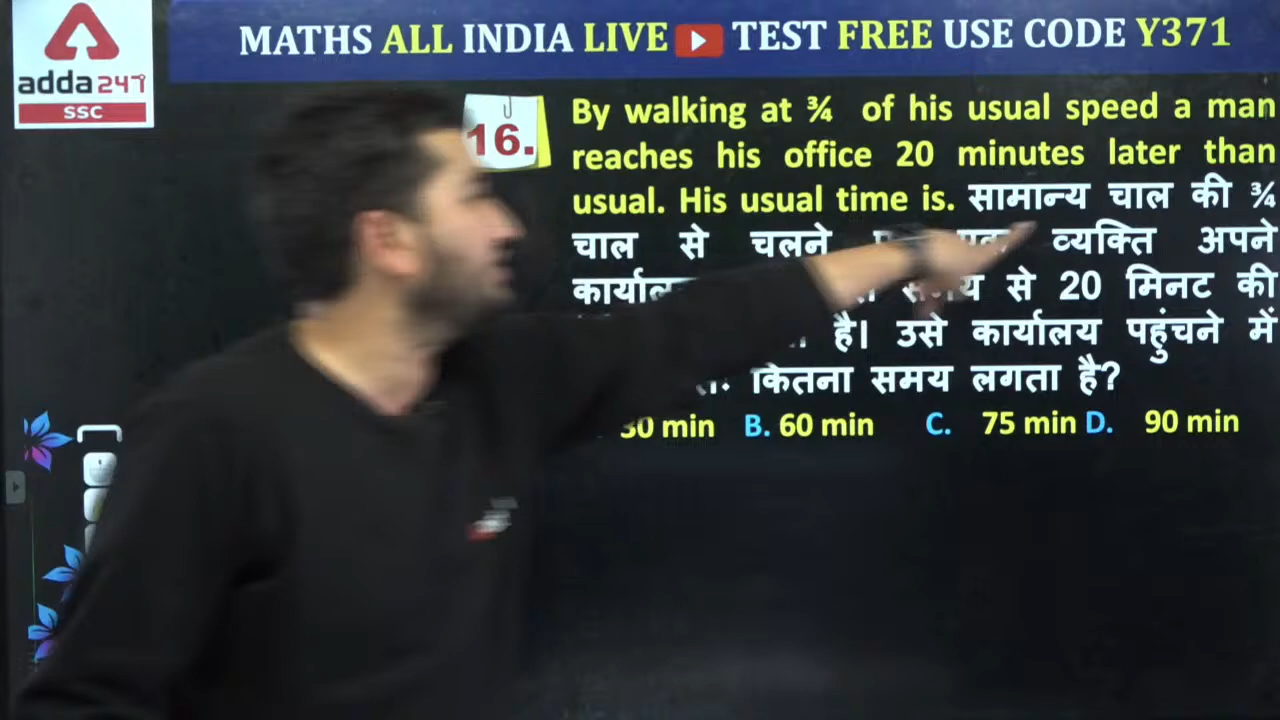 MATHS ALL INDIA LIVE TEST FREE USE CODE Y371
adda247
SSC
16.
By walking at ¾ of his usual speed a man
reaches his office 20 minutes later than
usual. His usual time is. सामान्य चाल की ¾
चाल से चलने व्यक्ति अपने
से 20 मिनट की
है। उसे कार्यालय पहुंचने में
कितना समय लगता है?
30 min B. 60 min C. 75 min D. 90 min